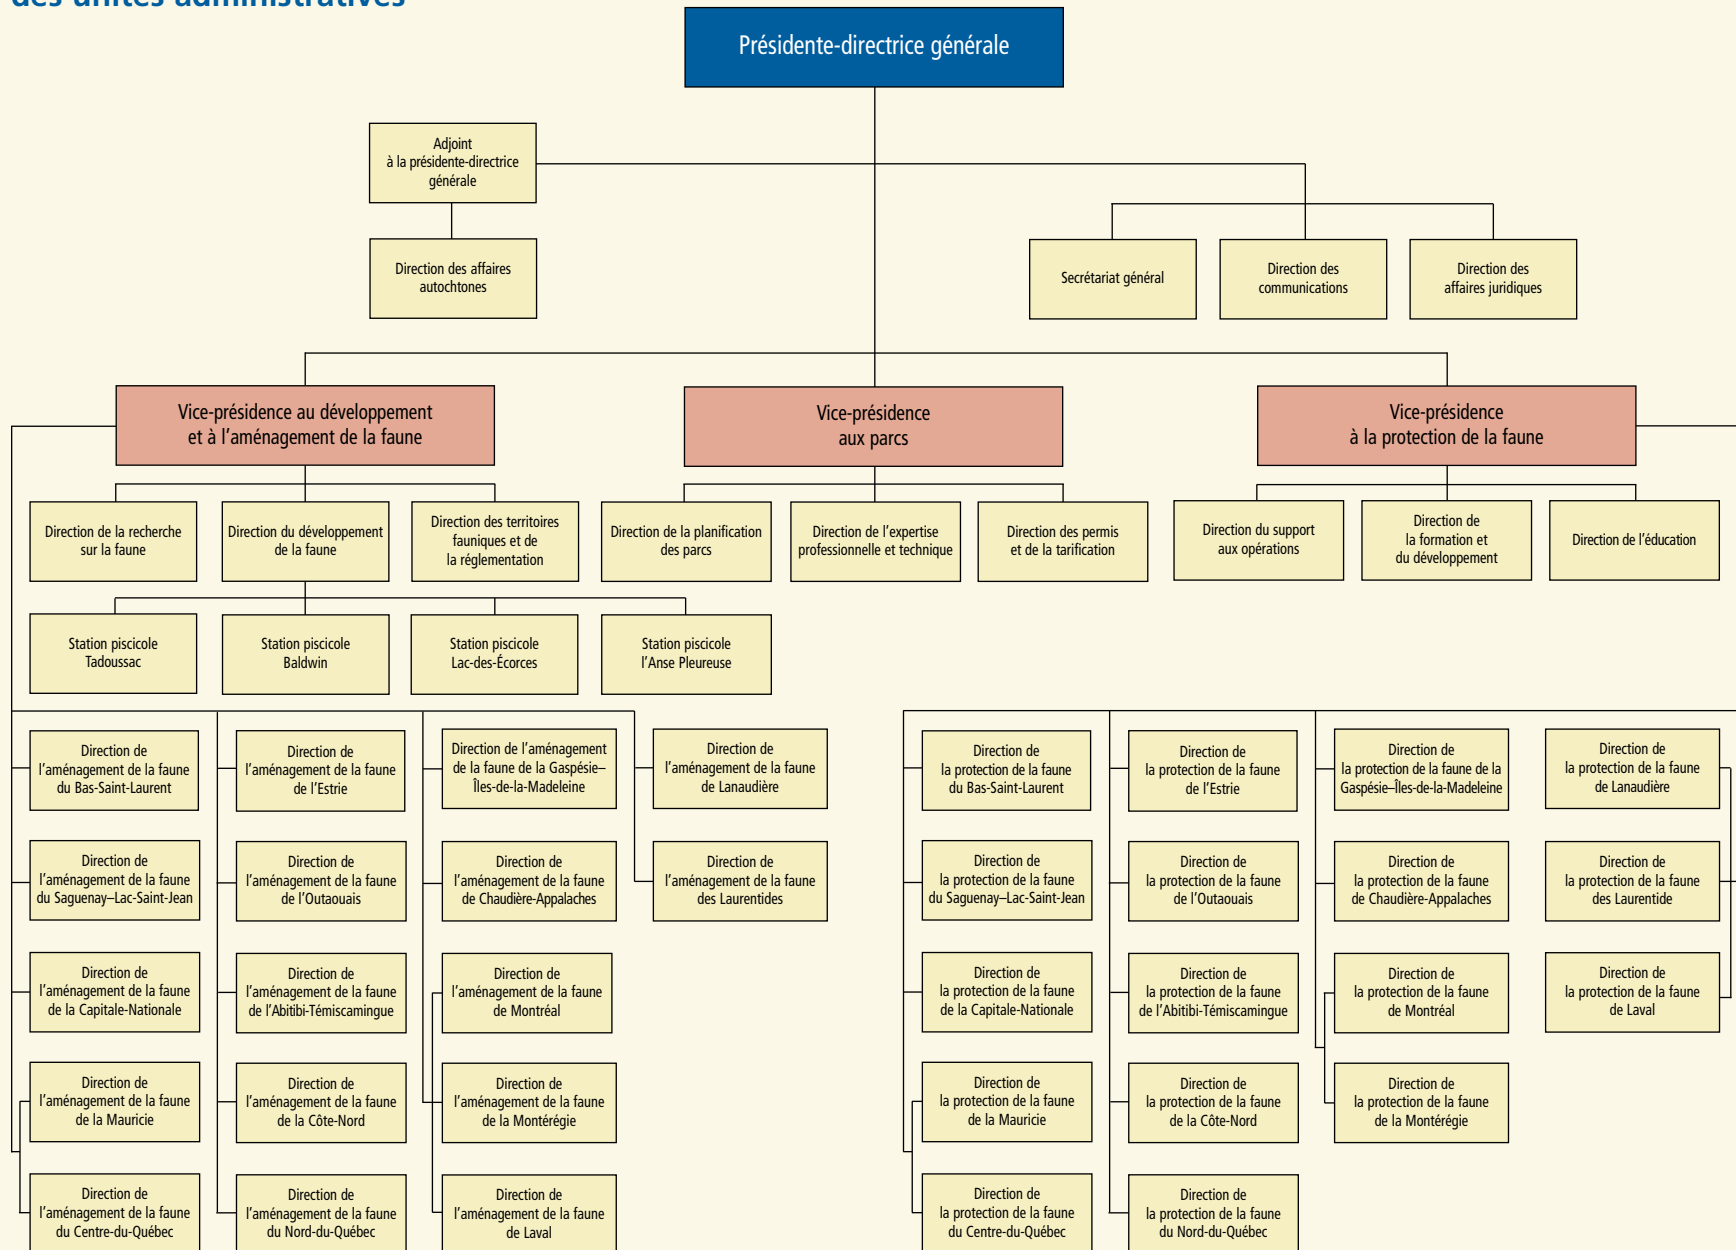 des unités administratives
Présidente-directrice générale
Adjoint
à la présidente-directrice
générale
Direction des affaires
autochtones
Secrétariat général
Direction des
communications
Direction des
affaires juridiques
Vice-présidence au développement
et à l'aménagement de la faune
Vice-présidence
aux parcs
Vice-présidence
à la protection de la faune
Direction de la recherche
sur la faune
Direction du développement
de la faune
Direction des territoires
fauniques et de
la réglementation
Direction de la planification
des parcs
Direction de l'expertise
professionnelle et technique
Direction des permis
et de la tarification
Direction du support
aux opérations
Direction de
la formation et
du développement
Direction de l'éducation
Station piscicole
Tadoussac
Station piscicole
Baldwin
Station piscicole
Lac-des-Écorces
Station piscicole
l'Anse Pleureuse
Direction de
l'aménagement de la faune
du Bas-Saint-Laurent
Direction de
l'aménagement de la faune
de l'Estrie
Direction de l'aménagement
de la faune de la Gaspésie–
Îles-de-la-Madeleine
Direction de
l'aménagement de la faune
de Lanaudière
Direction de
la protection de la faune
du Bas-Saint-Laurent
Direction de
la protection de la faune
de l'Estrie
Direction de
la protection de la faune de la
Gaspésie–Îles-de-la-Madeleine
Direction de
la protection de la faune
de Lanaudière
Direction de
l'aménagement de la faune
du Saguenay–Lac-Saint-Jean
Direction de
l'aménagement de la faune
de l'Outaouais
Direction de
l'aménagement de la faune
de Chaudière-Appalaches
Direction de
l'aménagement de la faune
des Laurentides
Direction de
la protection de la faune
du Saguenay–Lac-Saint-Jean
Direction de
la protection de la faune
de l'Outaouais
Direction de
la protection de la faune
de Chaudière-Appalaches
Direction de
la protection de la faune
des Laurentide
Direction de
l'aménagement de la faune
de la Capitale-Nationale
Direction de
l'aménagement de la faune
de l'Abitibi-Témiscamingue
Direction de
l'aménagement de la faune
de Montréal
Direction de
la protection de la faune
de la Capitale-Nationale
Direction de
la protection de la faune
de l'Abitibi-Témiscamingue
Direction de
la protection de la faune
de Montréal
Direction de
la protection de la faune
de Laval
Direction de
l'aménagement de la faune
de la Mauricie
Direction de
l'aménagement de la faune
de la Côte-Nord
Direction de
l'aménagement de la faune
de la Montérégie
Direction de
la protection de la faune
de la Mauricie
Direction de
la protection de la faune
de la Côte-Nord
Direction de
la protection de la faune
de la Montérégie
Direction de
l'aménagement de la faune
du Centre-du-Québec
Direction de
l'aménagement de la faune
du Nord-du-Québec
Direction de
l'aménagement de la faune
de Laval
Direction de
la protection de la faune
du Centre-du-Québec
Direction de
la protection de la faune
du Nord-du-Québec